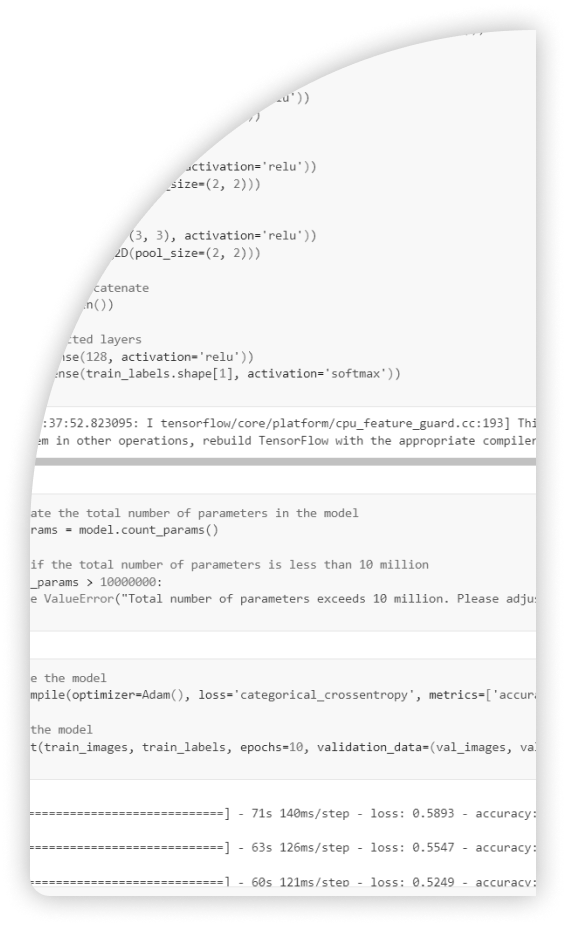 '))
))
activation='relu'))
_size=(2, 2)))
(3, 3), activation='relu'))
2D(pool_size=(2, 2)))
catenate
n())
cted layers
nse(128, activation='relu'))
ense(train_labels.shape[1], activation='softmax'))
:37:52.823095: I tensorflow/core/platform/cpu_feature_guard.cc:193] Thi
em in other operations, rebuild TensorFlow with the appropriate compiler
ate the total number of parameters in the model
rams = model.count_params()
if the total number of parameters is less than 10 million
_params > 10000000:
e ValueError("Total number of parameters exceeds 10 million. Please adjus
e the model
mpile(optimizer=Adam(), loss='categorical_crossentropy', metrics=['accura
the model
t(train_images, train_labels, epochs=10, validation_data=(val_images, val
===========================] - 71s 140ms/step - loss: 0.5893 - accuracy:
===========================] - 63s 126ms/step - loss: 0.5547 - accuracy:
===========================] - 60s 121ms/step - loss: 0.5249 - accuracy: